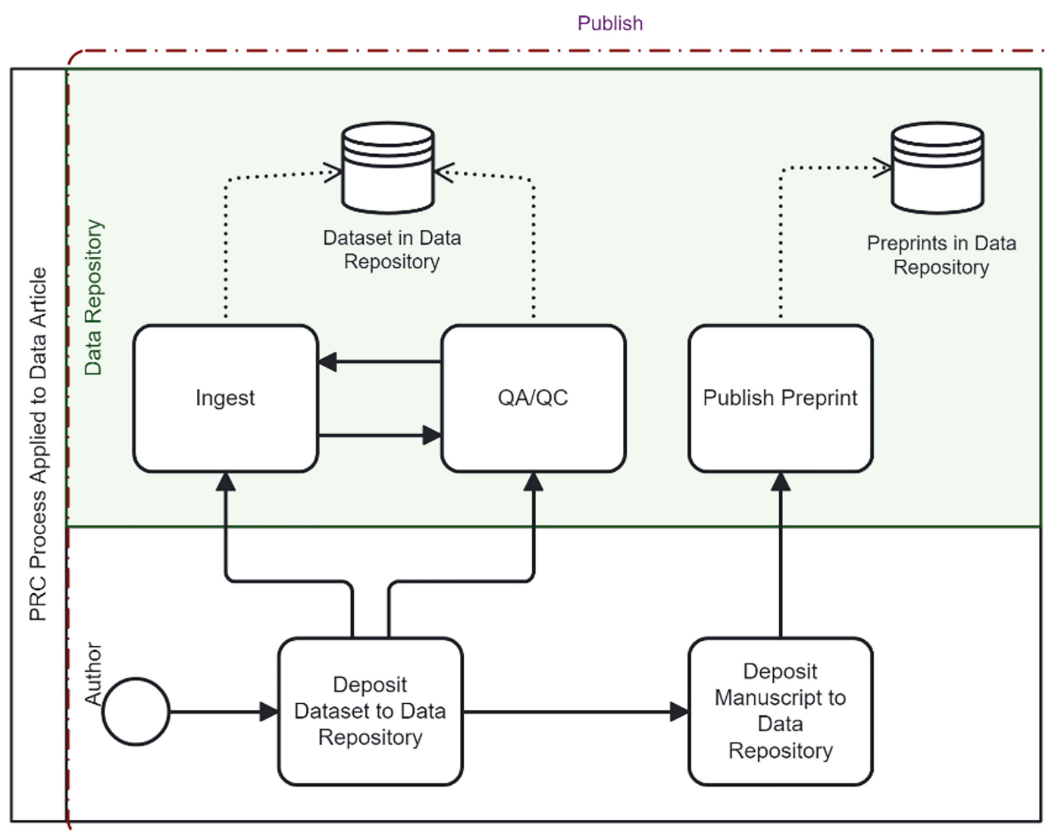 Publish
PRC Process Applied to Data Article
Data Repository
Dataset in Data
Repository
Preprints in Data
Repository
Ingest
QA/QC
Publish Preprint
Author
Deposit
Dataset to Data
Repository
Deposit
Manuscript to
Data
Repository